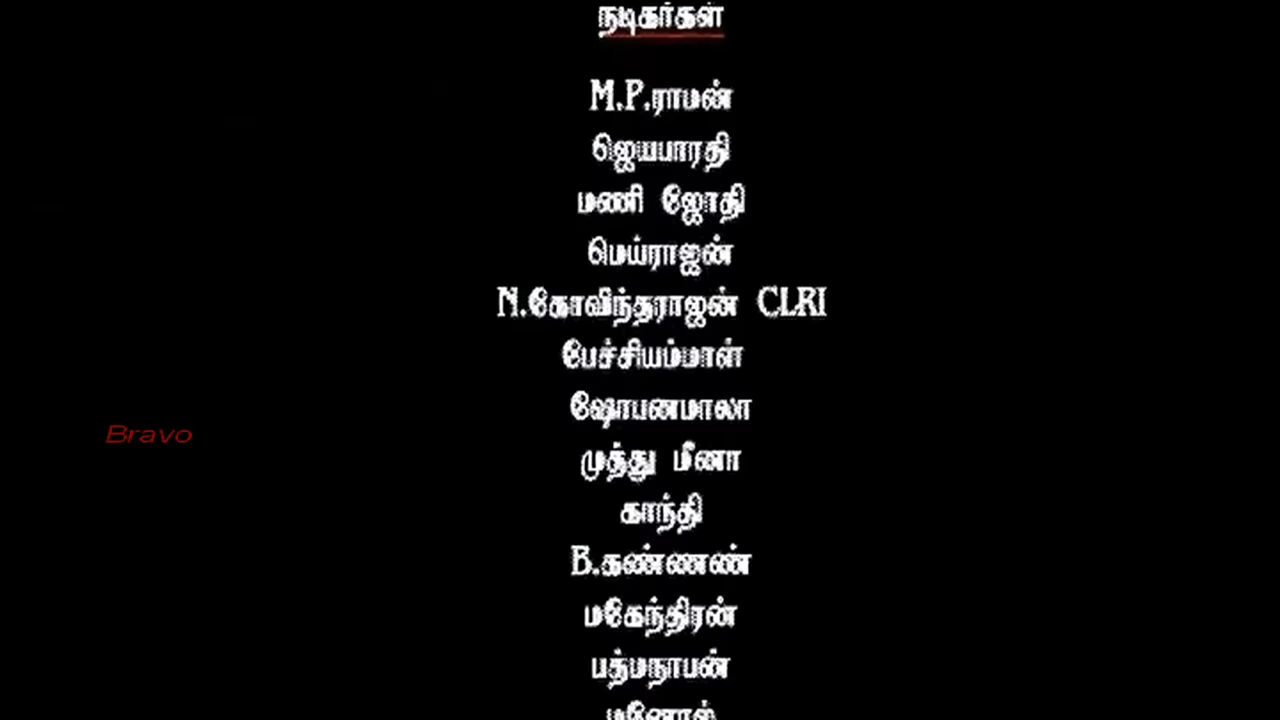 நடிகர்கள்
M.P.ராமன்
ஜெயபாரதி
மணி ஜோதி
மெய்ராஜன்
N.கோவிந்தராஜன் CLRI
பேச்சியம்மாள்
ஷோபனமாலா
முத்து மீனா
காந்தி
Bravo
B.கண்ணண்
மகேந்திரன்
பத்மநாபன்